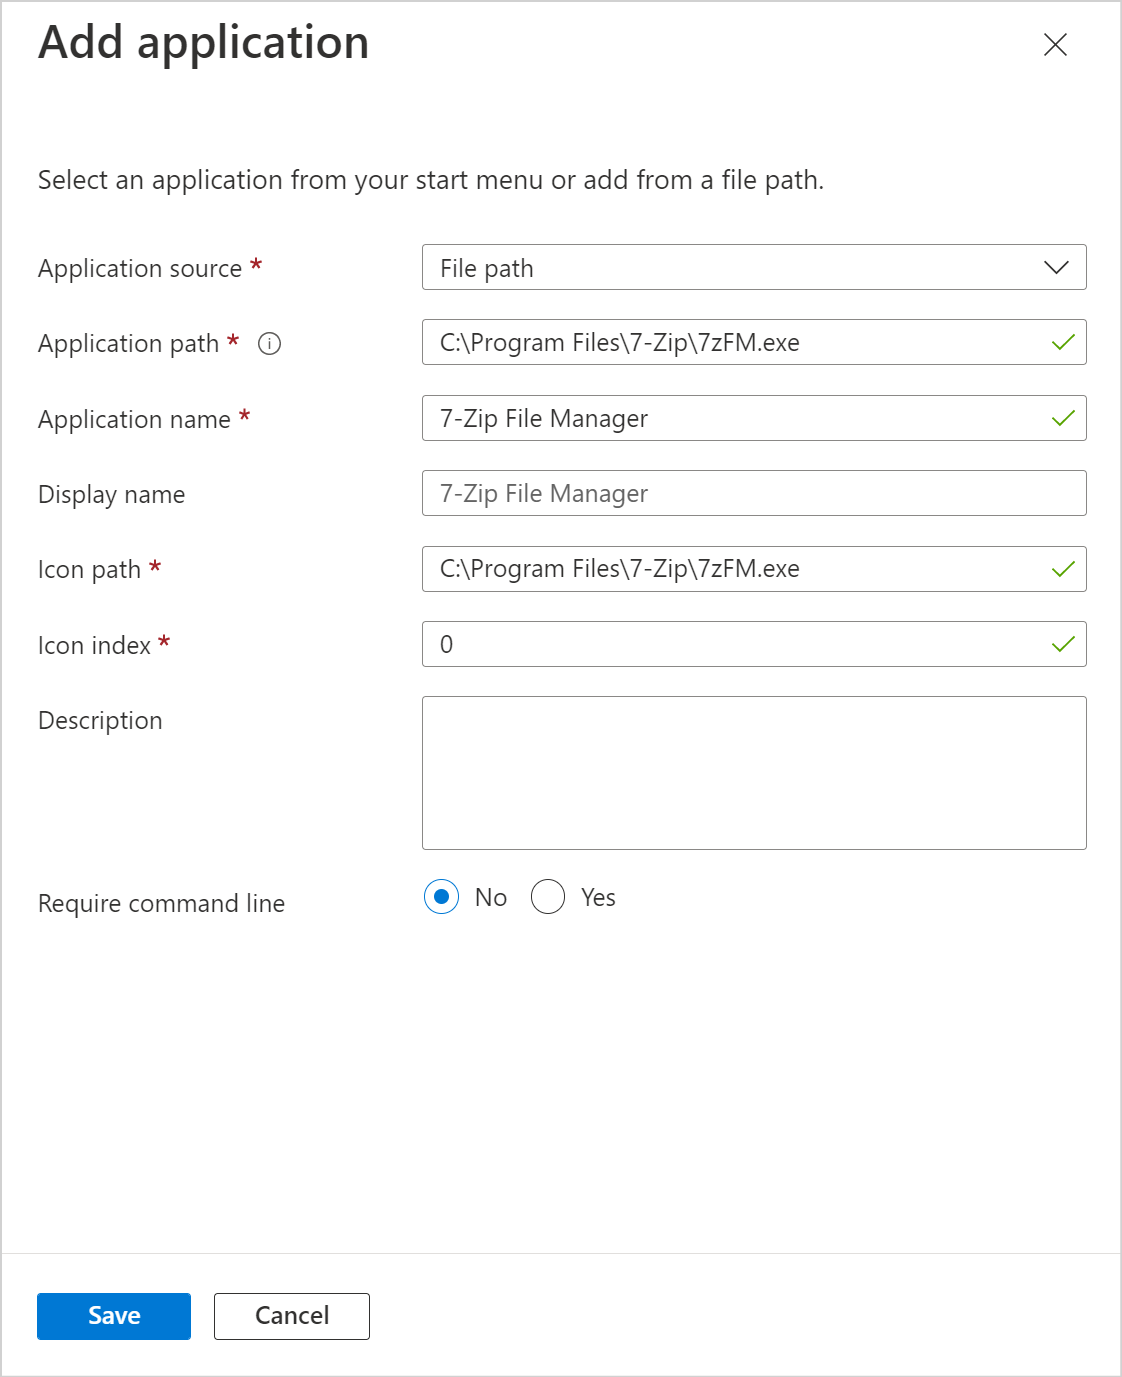 Add application
Select an application from your start menu or add from a file path.
Application source *
File path
Application path *
C:\Program Files\7-Zip\7zFM.exe
Application name *
7-Zip File Manager
Display name
7-Zip File Manager
Icon path *
C:\Program Files\7-Zip\7zFM.exe
Icon index *
0
Description
Require command line
No Yes
Save Cancel